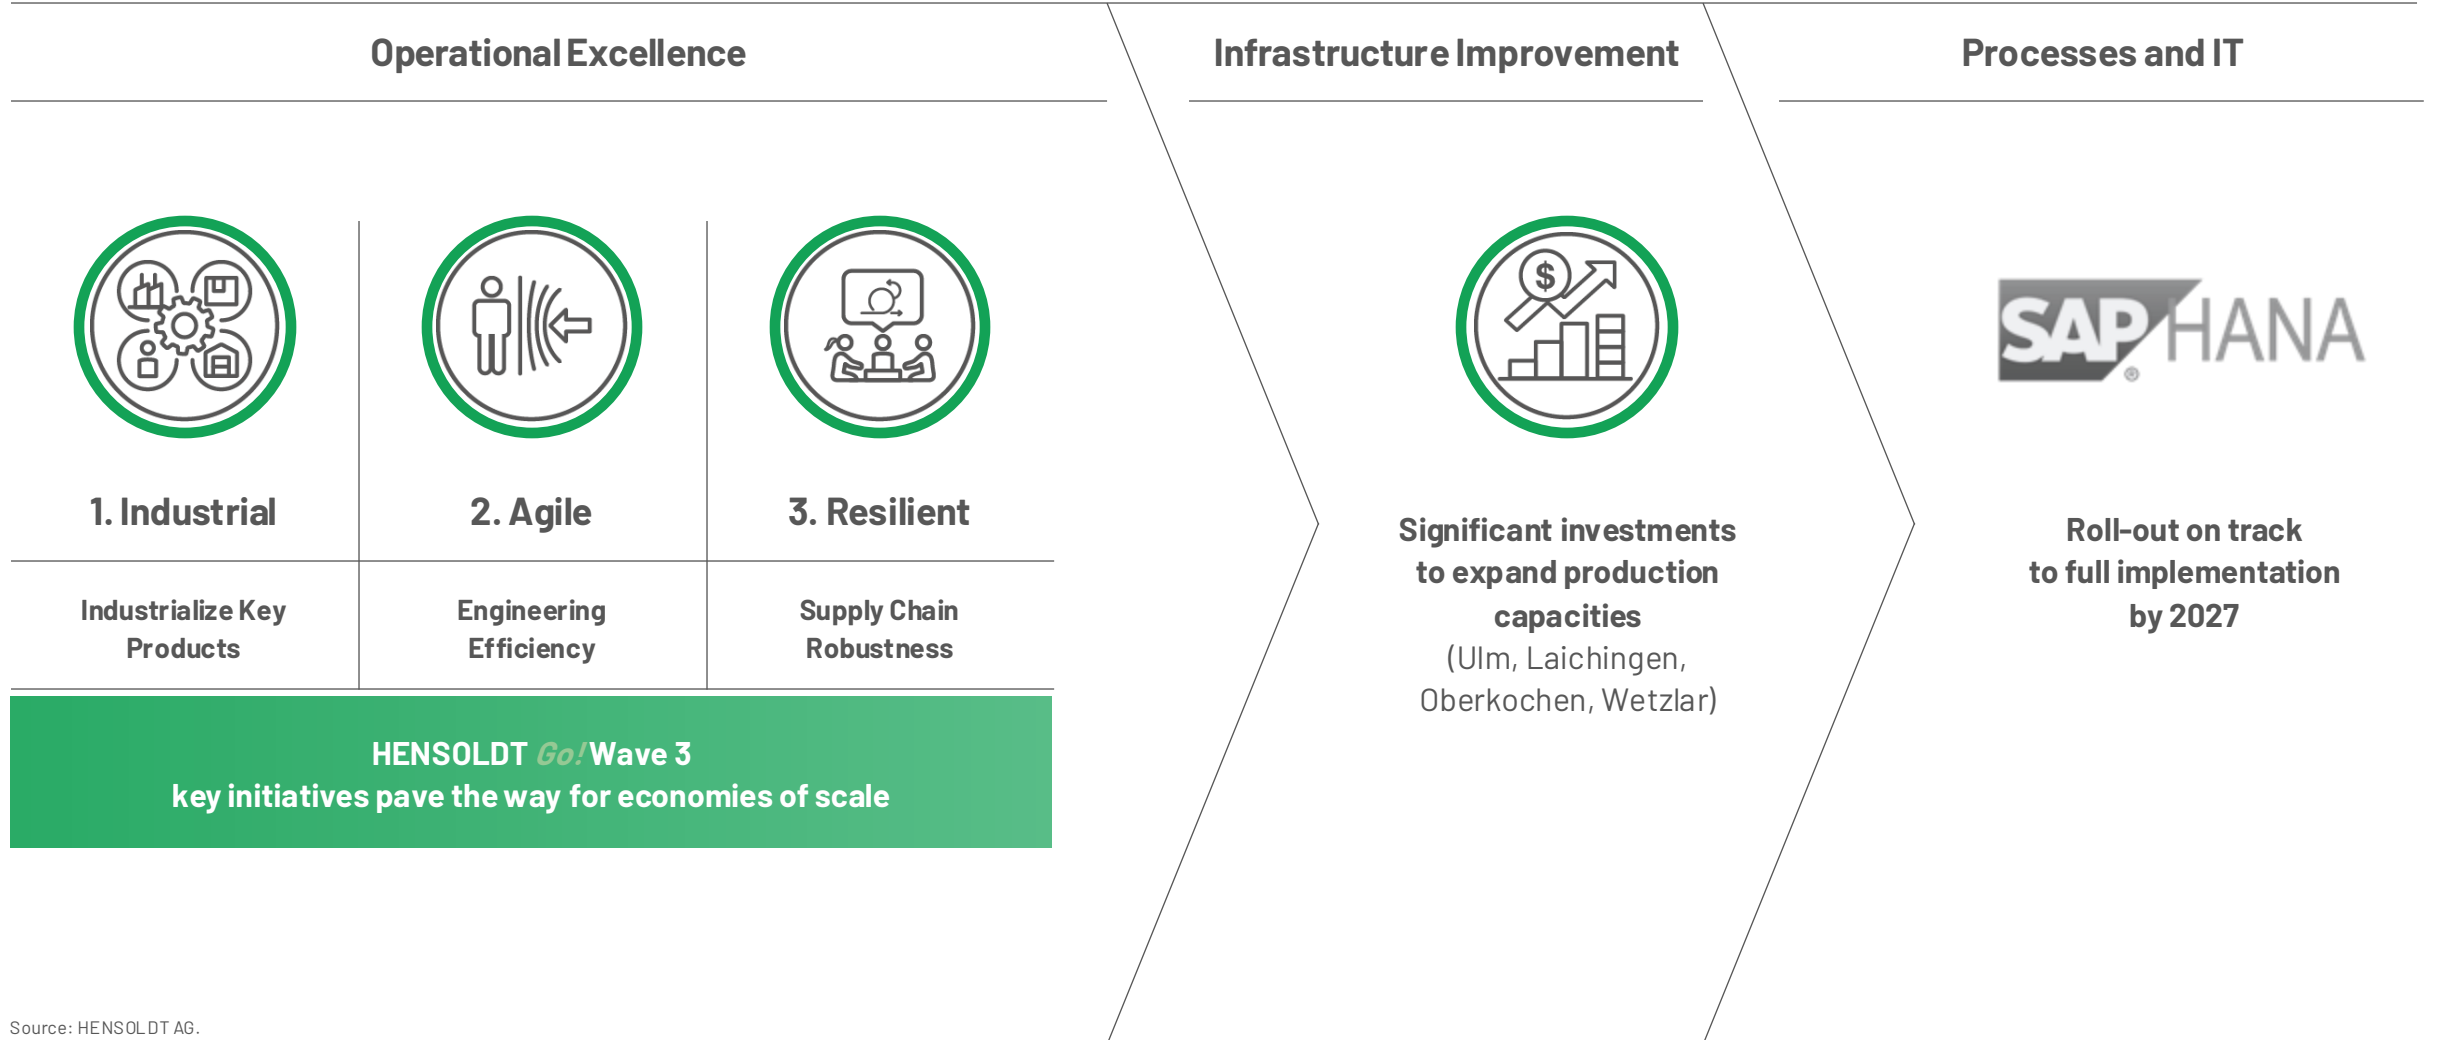 Operational Excellence
Infrastructure Improvement
Processes and IT
1. Industrial
2. Agile
3. Resilient
Industrialize Key
Products
Engineering
Efficiency
Supply Chain
Robustness
HENSOLDT Go! Wave 3
key initiatives pave the way for economies of scale
$
Significant investments
to expand production
capacities
(Ulm, Laichingen,
Oberkochen, Wetzlar)
SAP HANA
®
Roll-out on track
to full implementation
by 2027
Source: HENSOLDT AG.